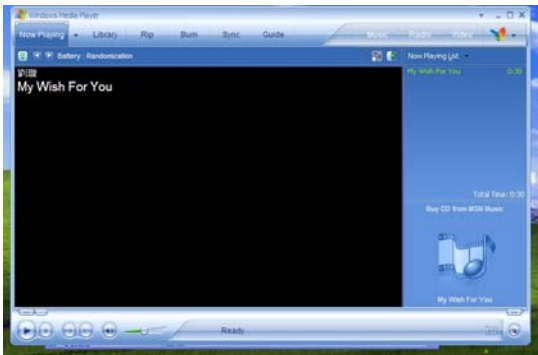 Windows Media Player
Now Playing Library Rip Burn Sync Guide Music Radio Video
Battery : Randomization Now Playing List
My Wish For You 0:30
My Wish For You
Total Time: 0:30
Buy CD from MSN Music
My Wish For You
Ready